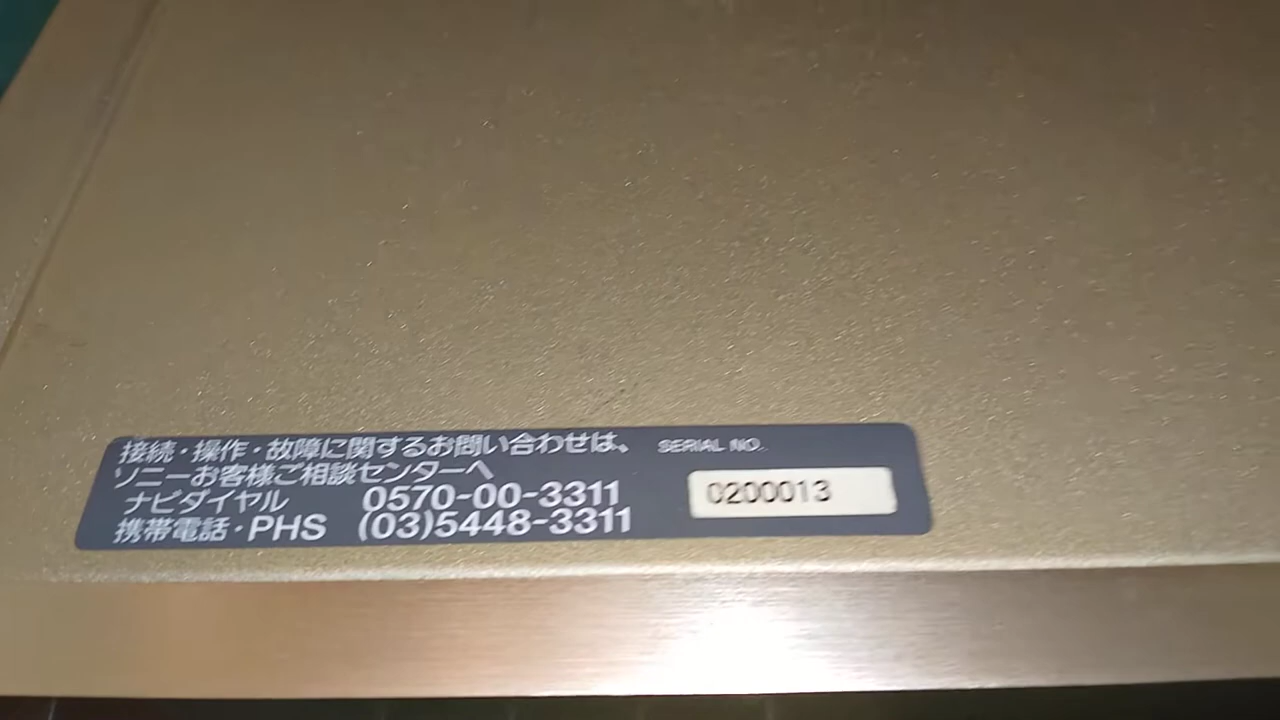 接続・操作・故障に関するお問い合わせは、
ソニーお客様ご相談センターへ
ナビダイヤル 0570-00-3311
携帯電話・PHS (03)5448-3311
SERIAL NO.
0200013